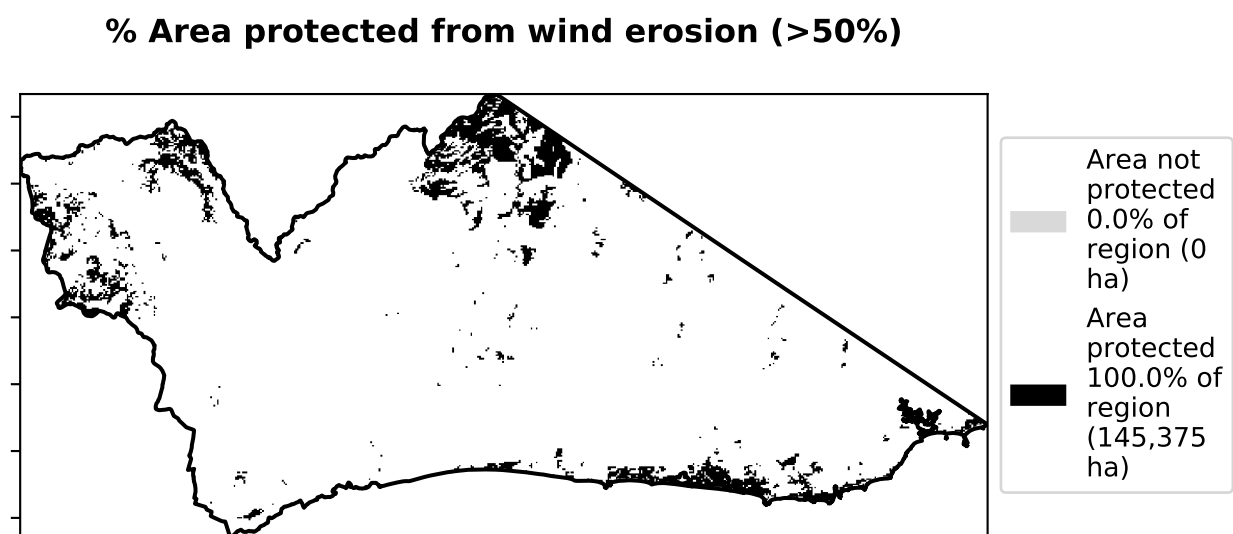 % Area protected from wind erosion (>50%)
Area not
protected
0.0% of
region (0
ha)
Area
protected
100.0% of
region
(145,375
ha)